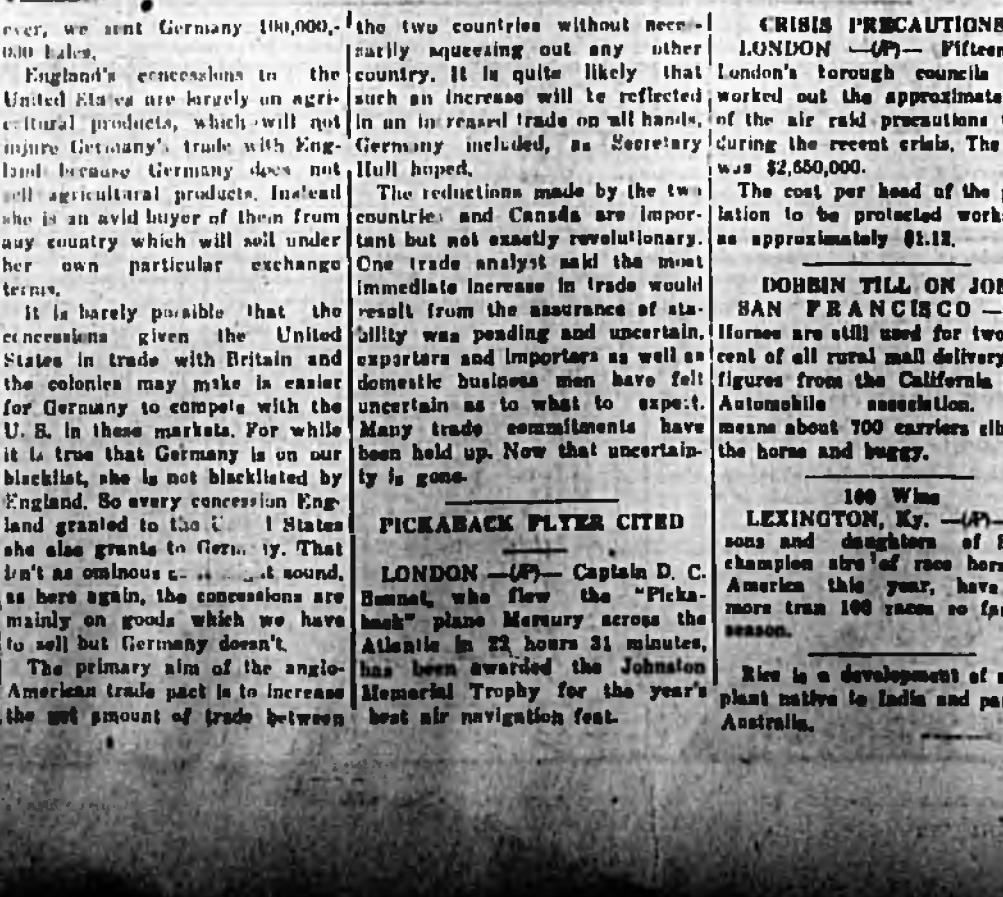 ever, we sent Germany 100,000,-
000 bales.
England's concessions to the
United States are largely on agri-
cultural products, which will not
injure Germany's trade with Eng-
land because Germany does not
sell agricultural products. Instead
she is an avid buyer of them from
any country which will sell under
her own particular exchange
terms.
It is barely possible that the
concessions given the United
States in trade with Britain and
the colonies may make is easier
for Germany to compete with the
U. S. in these markets. For while
it is true that Germany is on our
blacklist, she is not blacklisted by
England. So every concession Eng-
land granted to the States
she also grants to Germany. That
isn't as ominous sound,
as here again, the concessions are
mainly on goods which we have
to sell but Germany doesn't.
The primary aim of the anglo-
American trade pact is to increase
the net amount of trade between
the two countries without neces-
sarily squeezing out any other
country. It is quite likely that
such an increase will be reflected
in an increased trade on all hands,
Germany included, as Secretary
Hull hoped.
The reductions made by the two
countries and Canada are impor-
tant but not exactly revolutionary.
One trade analyst said the most
immediate increase in trade would
result from the assurance of sta-
bility was pending and uncertain,
exporters and importers as well as
domestic business men have felt
uncertain as to what to expect.
Many trade commitments have
been held up. Now that uncertain-
ty is gone.
PICKABACK FLYER CITED
LONDON —(AP)— Captain D. C.
Bennet, who flew the "Picka-
back" plane Mercury across the
Atlantic in 22 hours 31 minutes,
has been awarded the Johnston
Memorial Trophy for the year's
best air navigation feat.
CRISIS PRECAUTIONS
LONDON —(AP)— Fifteen
London's borough councils
worked out the approximate
of the air raid precautions
during the recent crisis. The
was $2,650,000.
The cost per head of the
lation to be protected work
as approximately $1.12.
DOBBIN TILL ON JOB
SAN FRANCISCO —
Horses are still used for two
cent of all rural mail delivery
figures from the California
Automobile association.
means about 700 carriers
the horse and buggy.
100 Wins
LEXINGTON, Ky. —(AP)—
sons and daughters of
champion sire of race hor
America this year, have
more than 100 races so far
season.
Rice is a development of
plant native to India and
Australia.